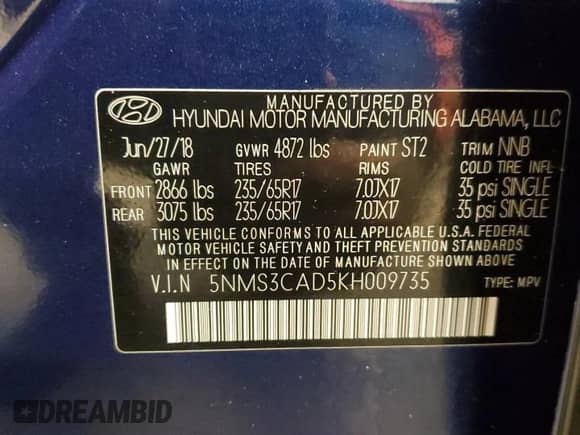 MANUFACTURED BY
HYUNDAI MOTOR MANUFACTURING ALABAMA, LLC
Jun/27/18 GVWR 4872 lbs PAINT ST2 TRIM NNB
GAWR TIRES RIMS COLD TIRE INFL
FRONT 2866 lbs 235/65R17 7.0JX17 35 psi SINGLE
REAR 3075 lbs 235/65R17 7.0JX17 35 psi SINGLE
THIS VEHICLE CONFORMS TO ALL APPLICABLE U.S.A. FEDERAL
MOTOR VEHICLE SAFETY AND THEFT PREVENTION STANDARDS
IN EFFECT ON THE DATE OF MANUFACTURE SHOWN ABOVE.
V.I.N 5NMS3CAD5KH009735 TYPE: MPV
DREAMBID